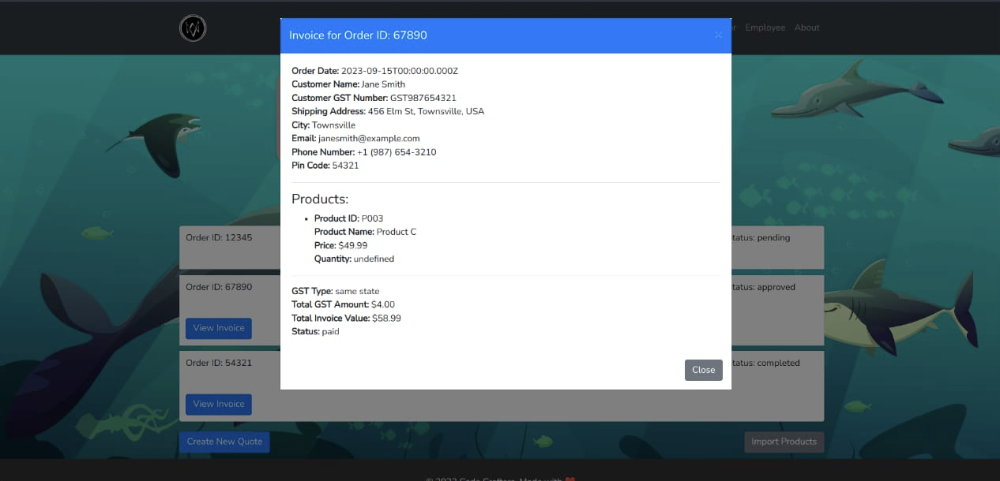 Employee About
Invoice for Order ID: 67890
×
Order Date: 2023-09-15T00:00:00.000Z
Customer Name: Jane Smith
Customer GST Number: GST987654321
Shipping Address: 456 Elm St, Townsville, USA
City: Townsville
Email: janesmith@example.com
Phone Number: +1 (987) 654-3210
Pin Code: 54321
Products:
• Product ID: P003
Product Name: Product C
Price: $49.99
Quantity: undefined
GST Type: same state
Total GST Amount: $4.00
Total Invoice Value: $58.99
Status: paid
Close
Order ID: 12345 tatus: pending
Order ID: 67890 tatus: approved
View Invoice
Order ID: 54321 tatus: completed
View Invoice
Create New Quote Import Products
© 2023 Code Crafters. Made with ❤️